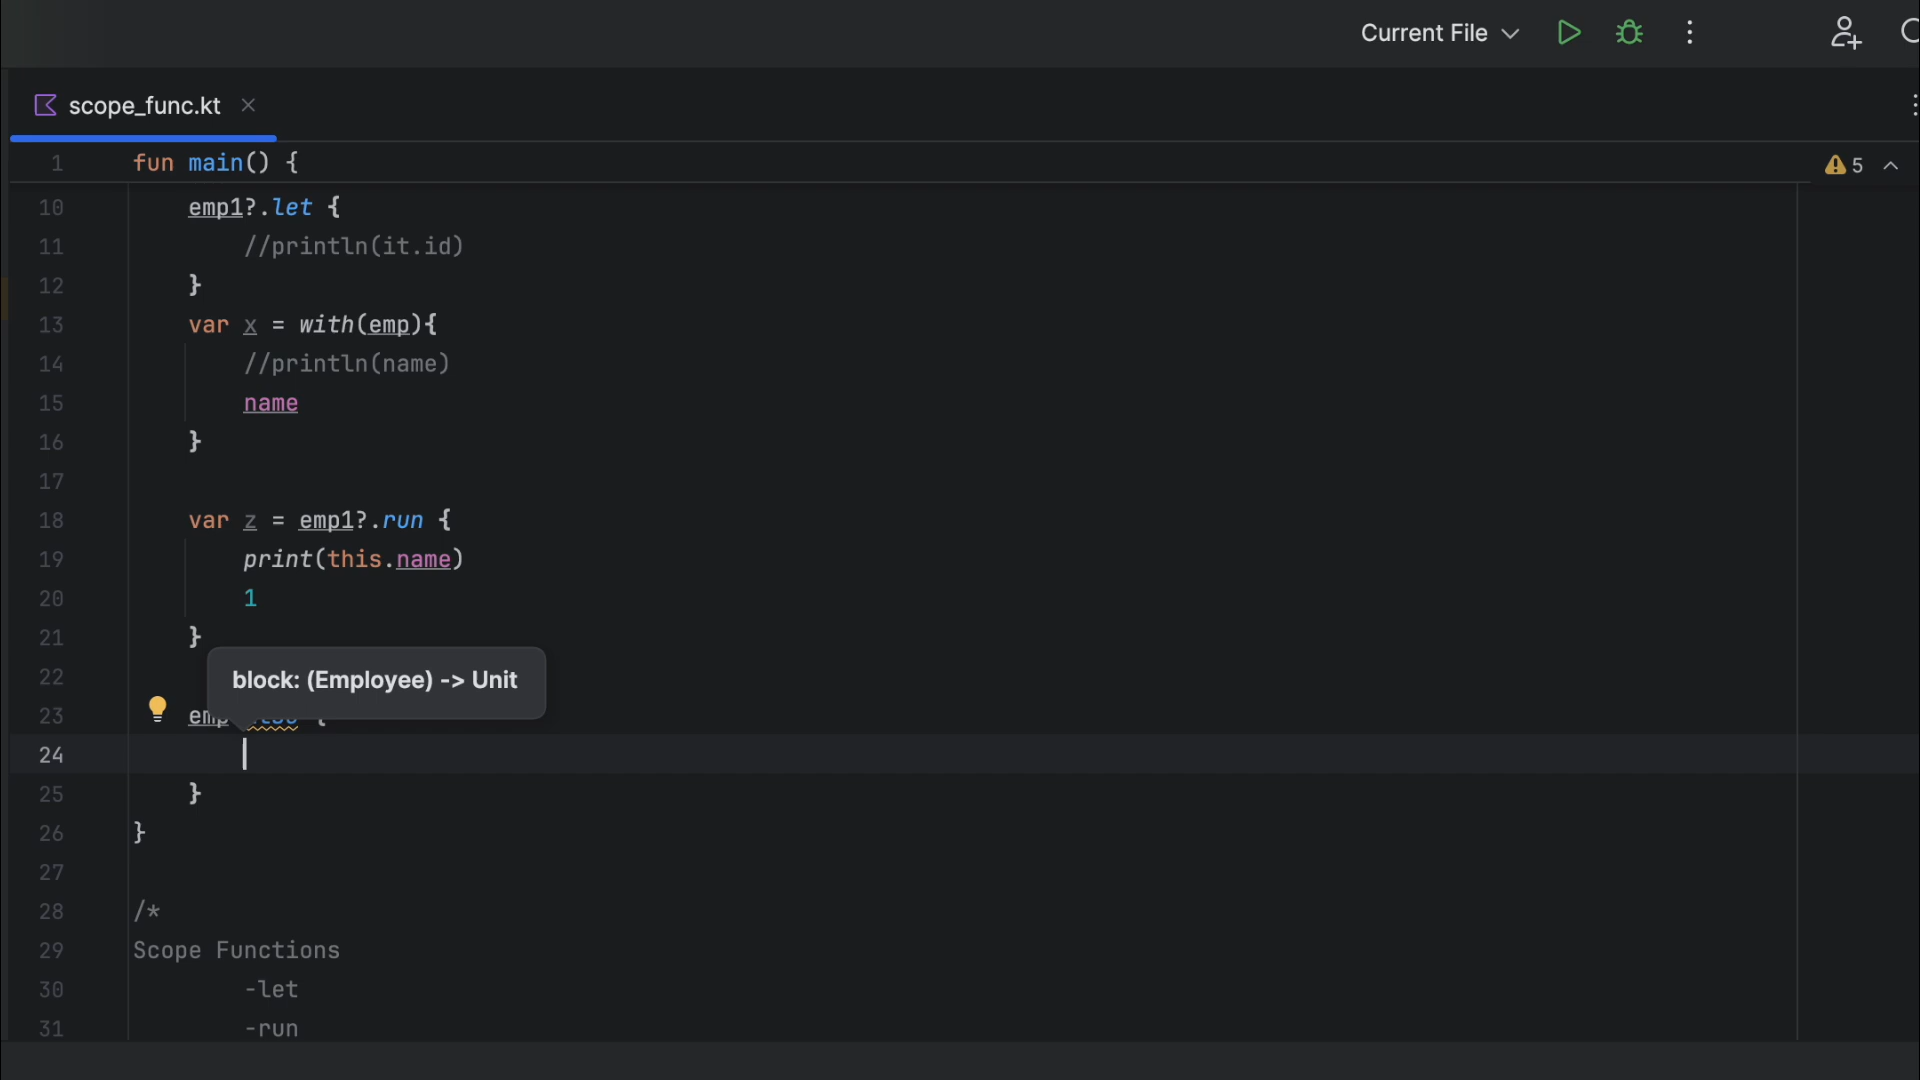 Current File
scope_func.kt
1 fun main() {
5
10 emp1?.let {
11 //println(it.id)
12 }
13 var x = with(emp){
14 //println(name)
15 name
16 }
17
18 var z = emp1?.run {
19 print(this.name)
20 1
21 }
22
block: (Employee) -> Unit
23 emp {
24
25 }
26 }
27
28 /*
29 Scope Functions
30 -let
31 -run